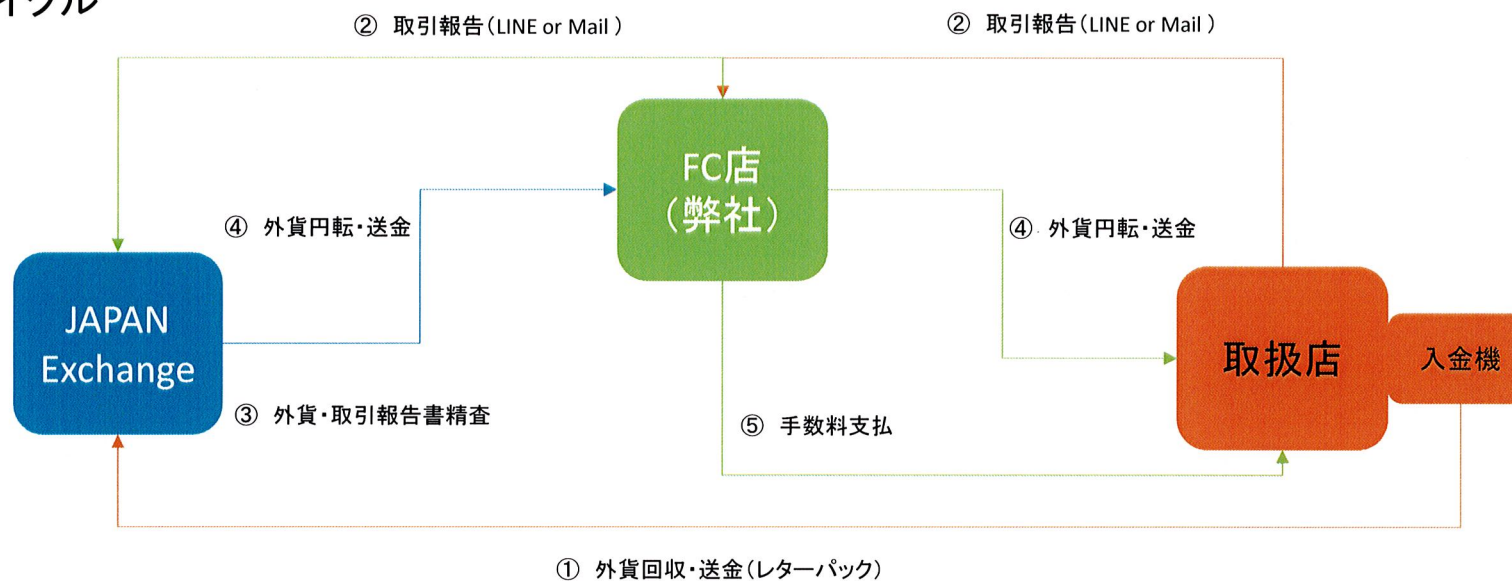 イクル
② 取引報告(LINE or Mail )
② 取引報告(LINE or Mail )
FC店
(弊社)
④ 外貨円転・送金
④ 外貨円転・送金
JAPAN
Exchange
取扱店
入金機
③ 外貨・取引報告書精査
⑤ 手数料支払
① 外貨回収・送金(レターパック)